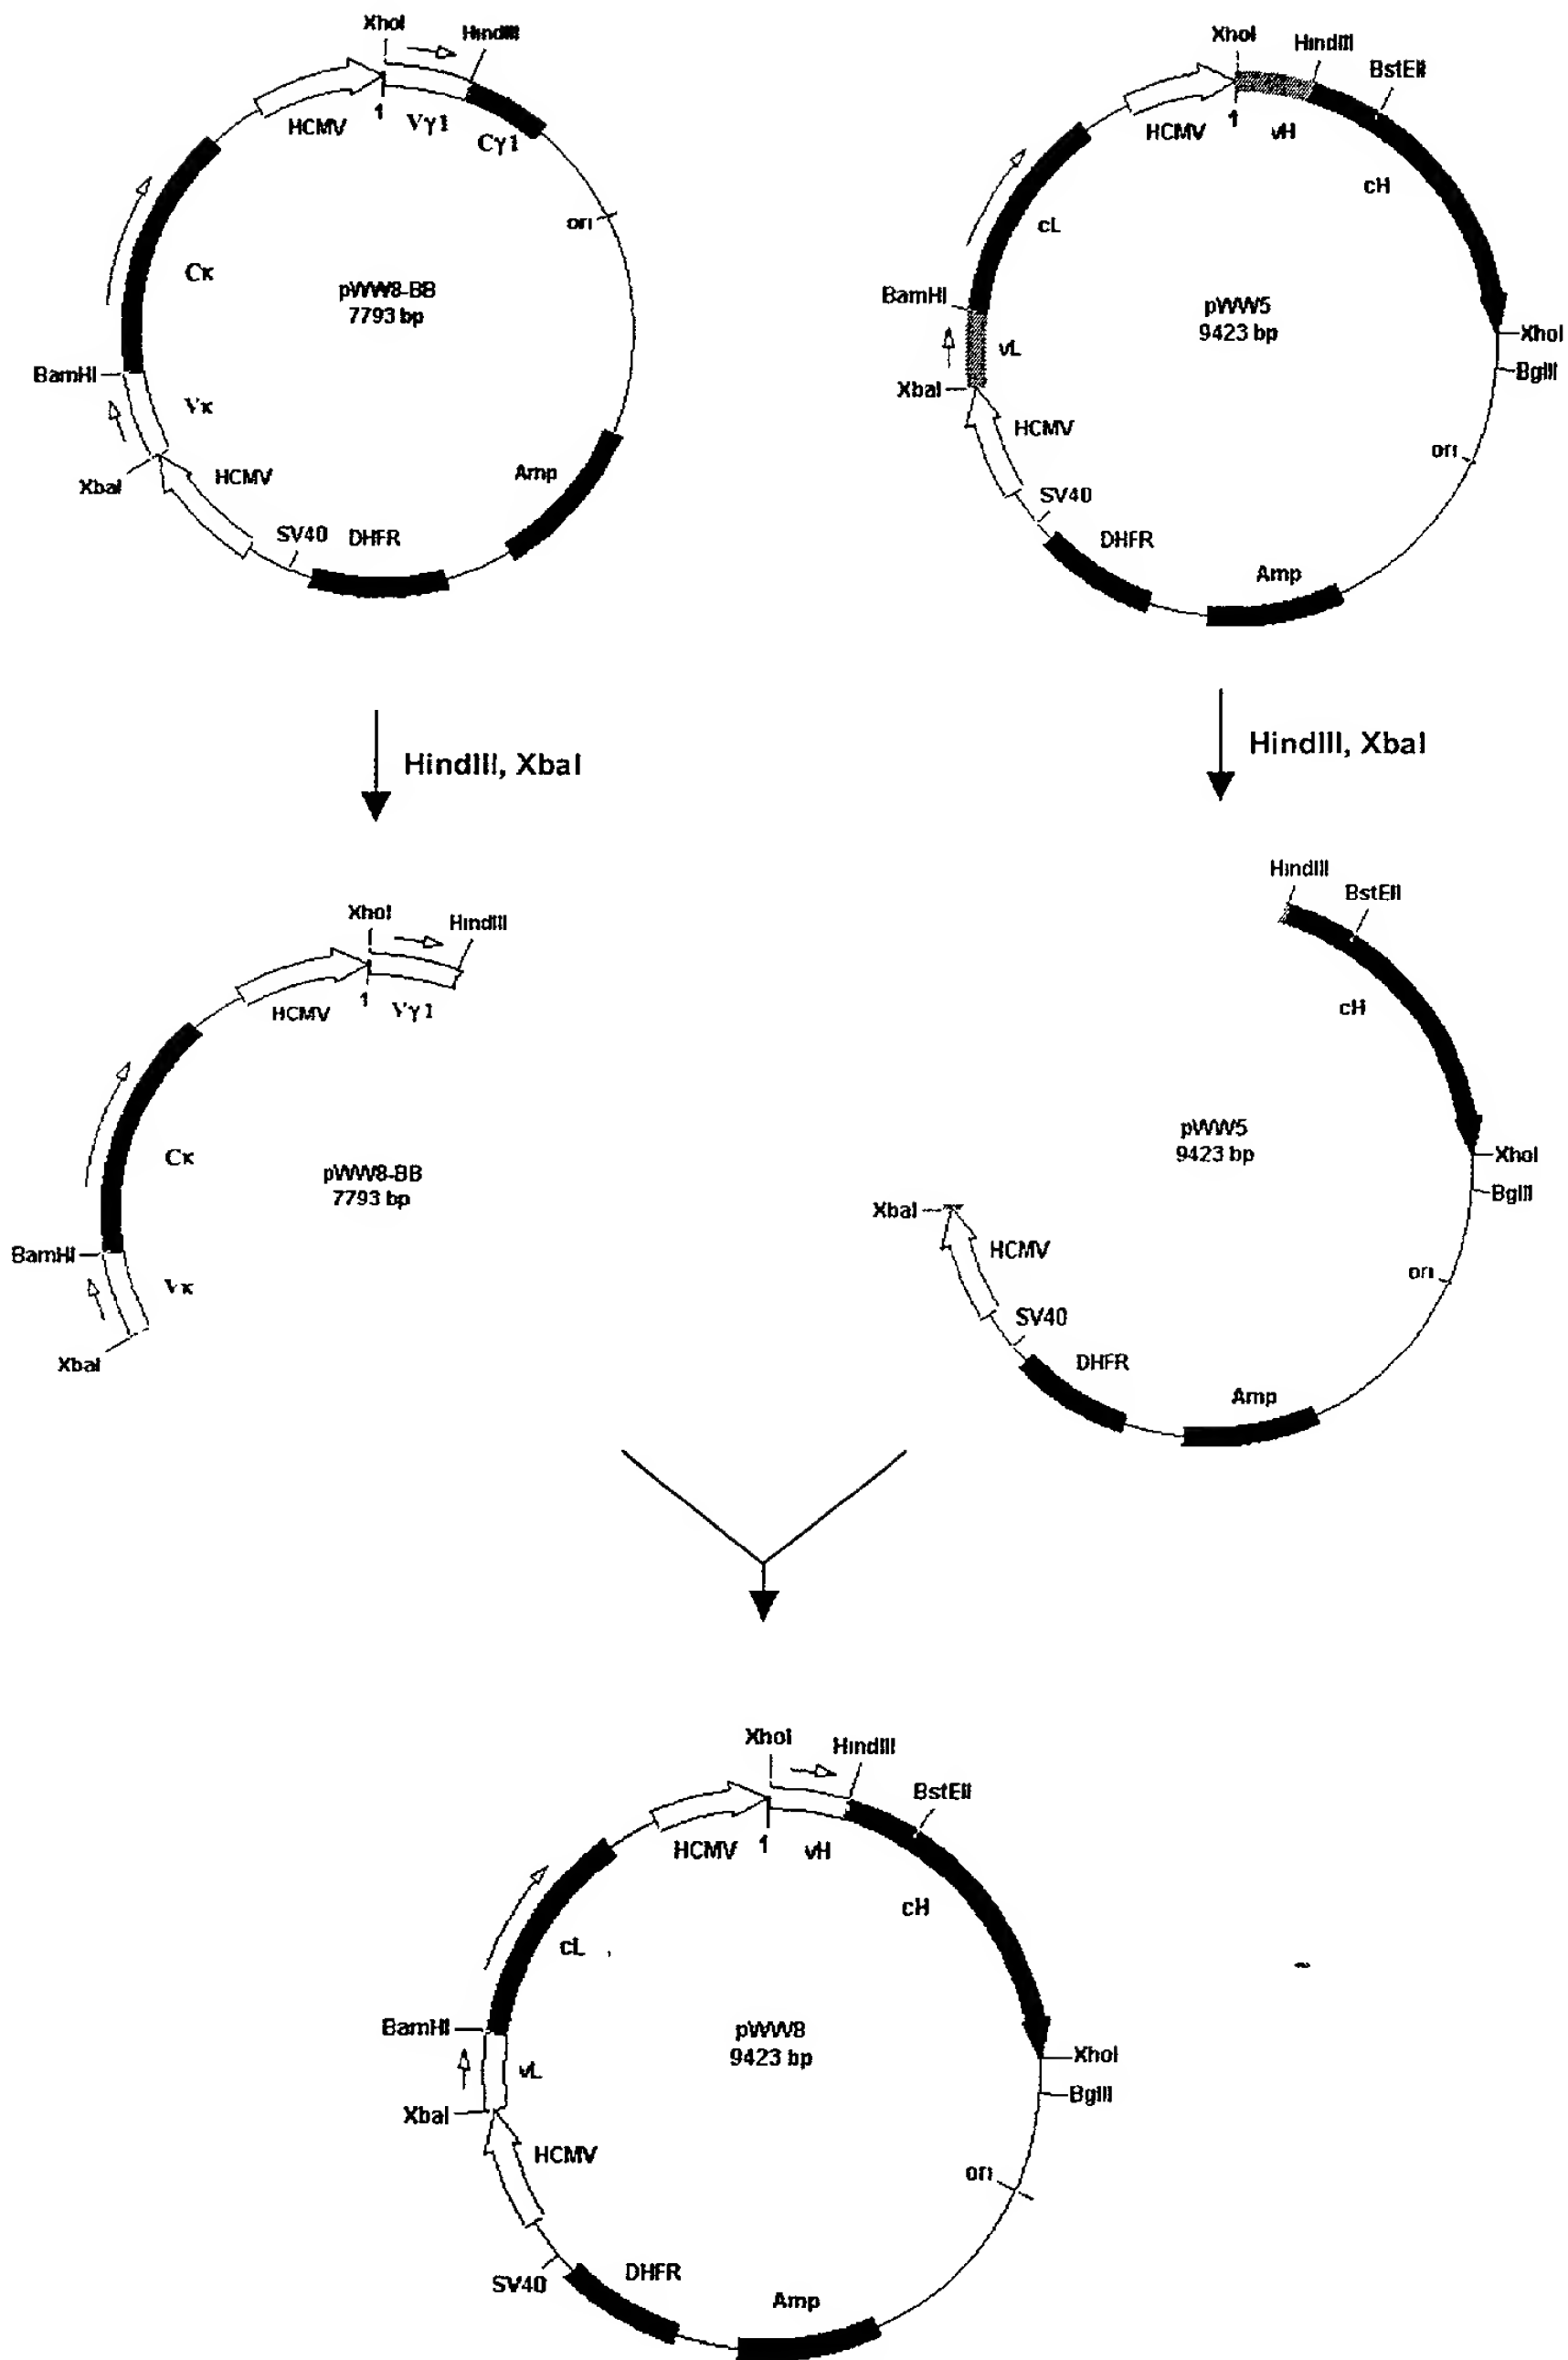 XhoI
HindIII
HCMV
1
Vγ1
Cγ1
ori
Cκ
pWW8-BB
7793 bp
BamHI
Vκ
XbaI
HCMV
SV40
DHFR
Amp
XhoI
HindIII
BstEII
HCMV
1
vH
cH
cL
BamHI
pWW5
9423 bp
XhoI
BglII
vL
XbaI
HCMV
ori
SV40
DHFR
Amp
HindIII, XbaI
HindIII, XbaI
XhoI
HindIII
HCMV
1
Vγ1
Cκ
pWW8-BB
7793 bp
BamHI
Vκ
XbaI
HindIII
BstEII
cH
pWW5
9423 bp
XhoI
BglII
XbaI
HCMV
ori
SV40
DHFR
Amp
XhoI
HindIII
BstEII
HCMV
1
vH
cH
cL
BamHI
pWW8
9423 bp
XhoI
BglII
vL
XbaI
HCMV
ori
SV40
DHFR
Amp